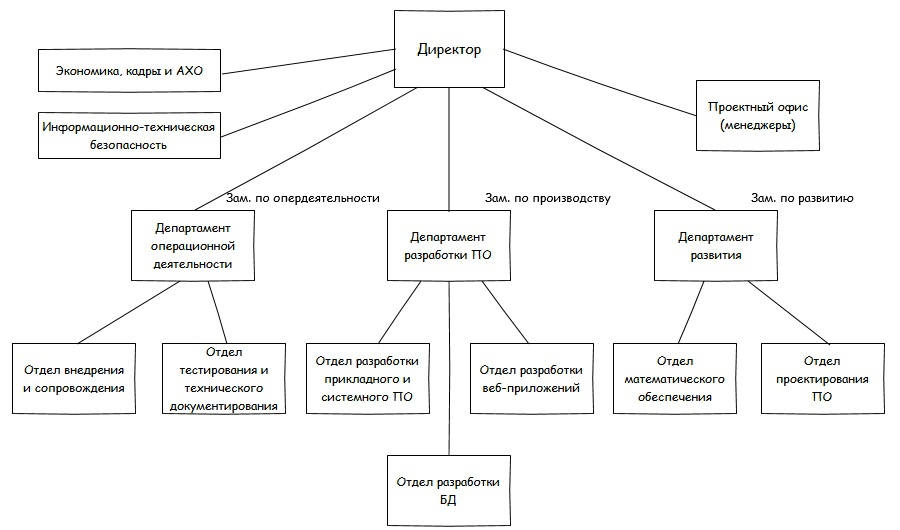 Директор
Экономика, кадры и АХО
Проектный офис
(менеджеры)
Информационно-техническая
безопасность
Зам. по опердеятельности
Зам. по производству
Зам. по развитию
Департамент
операционной
деятельности
Департамент
разработки ПО
Департамент
развития
Отдел внедрения
и сопровождения
Отдел
тестирования и
технического
документирования
Отдел разработки
прикладного и
системного ПО
Отдел разработки
веб-приложений
Отдел
математического
обеспечения
Отдел
проектирования
ПО
Отдел разработки
БД